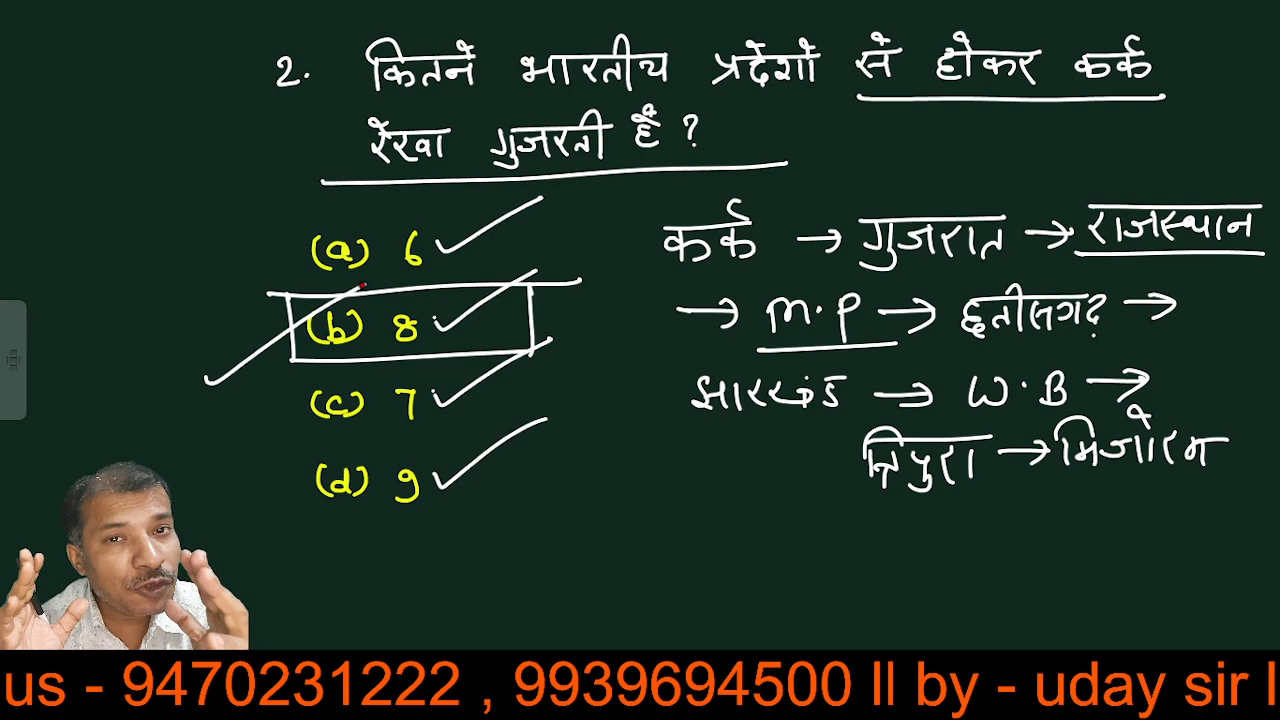 2. कितने भारतीय प्रदेशों से होकर कर्क
रेखा गुजरती हैं ?
(a) 6
(b) 8
(c) 7
(d) 9
कर्क → गुजरात → राजस्थान
→ M.P → छतीसगढ़ →
झारखंड → W.B →
त्रिपुरा → मिजोरम
us - 9470231222 , 9939694500 ll by - uday sir l